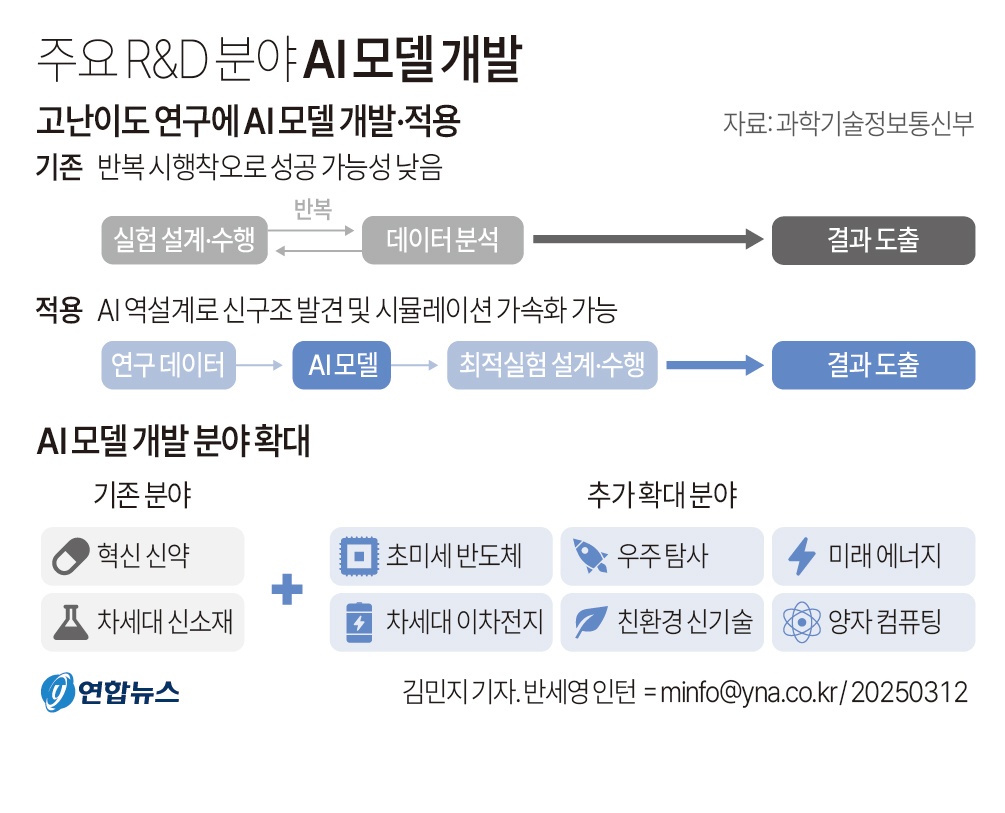 주요 R&D 분야 AI 모델 개발
고난이도 연구에 AI 모델 개발·적용
자료: 과학기술정보통신부
기존 반복 시행착오로 성공 가능성 낮음
반복
실험 설계·수행 데이터 분석 결과 도출
적용 AI 역설계로 신구조 발견 및 시뮬레이션 가속화 가능
연구 데이터 AI 모델 최적실험 설계·수행 결과 도출
AI 모델 개발 분야 확대
기존 분야 추가 확대 분야
혁신 신약 초미세 반도체 우주 탐사 미래 에너지
차세대 신소재 차세대 이차전지 친환경 신기술 양자 컴퓨팅
연합뉴스
김민지 기자. 반세영 인턴 = minfo@yna.co.kr / 20250312